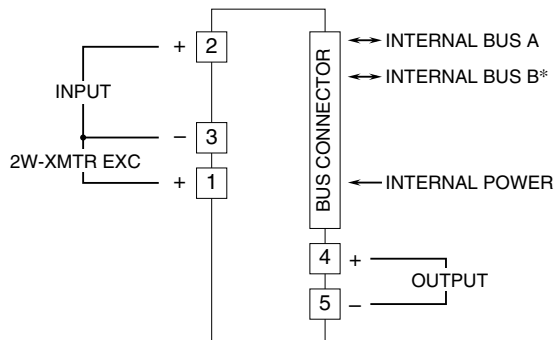 + 2
INPUT
− 3
2W-XMTR EXC
+ 1
BUS CONNECTOR
INTERNAL BUS A
INTERNAL BUS B*
INTERNAL POWER
4 +
OUTPUT
5 −